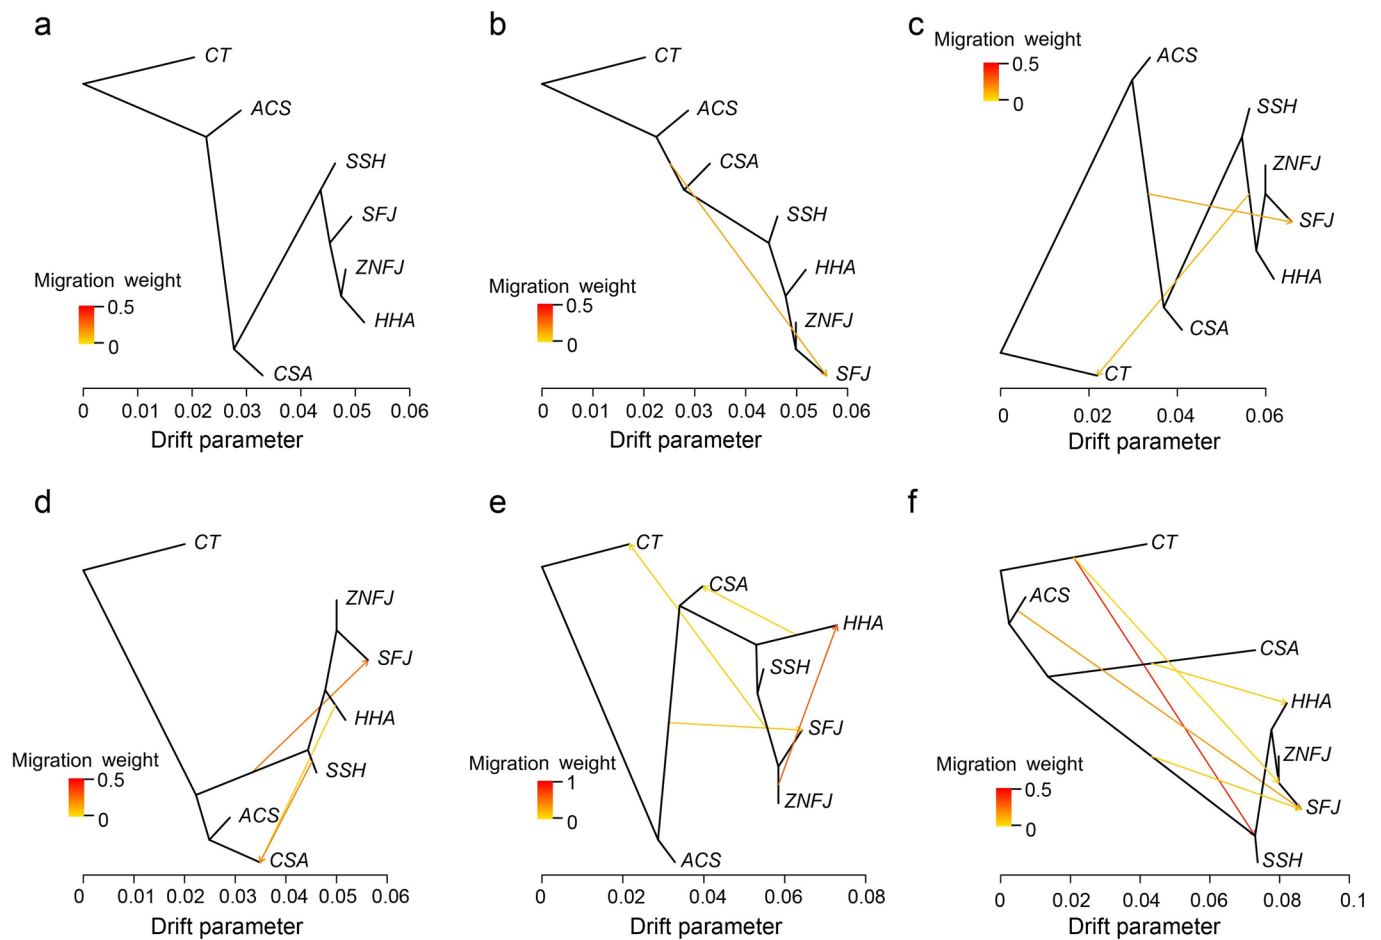 a
CT
ACS
SSH
SFJ
ZNFJ
HHA
CSA
Migration weight
0.5
0
0 0.01 0.02 0.03 0.04 0.05 0.06
Drift parameter
b
CT
ACS
CSA
SSH
HHA
ZNFJ
SFJ
Migration weight
0.5
0
0 0.01 0.02 0.03 0.04 0.05 0.06
Drift parameter
c
Migration weight
0.5
0
ACS
SSH
ZNFJ
SFJ
HHA
CSA
CT
0 0.02 0.04 0.06
Drift parameter
d
CT
ZNFJ
SFJ
HHA
SSH
ACS
CSA
Migration weight
0.5
0
0 0.01 0.02 0.03 0.04 0.05 0.06
Drift parameter
e
CT
CSA
HHA
SSH
SFJ
ZNFJ
ACS
Migration weight
1
0
0 0.02 0.04 0.06 0.08
Drift parameter
f
CT
ACS
CSA
HHA
ZNFJ
SFJ
SSH
Migration weight
0.5
0
0 0.02 0.04 0.06 0.08 0.1
Drift parameter